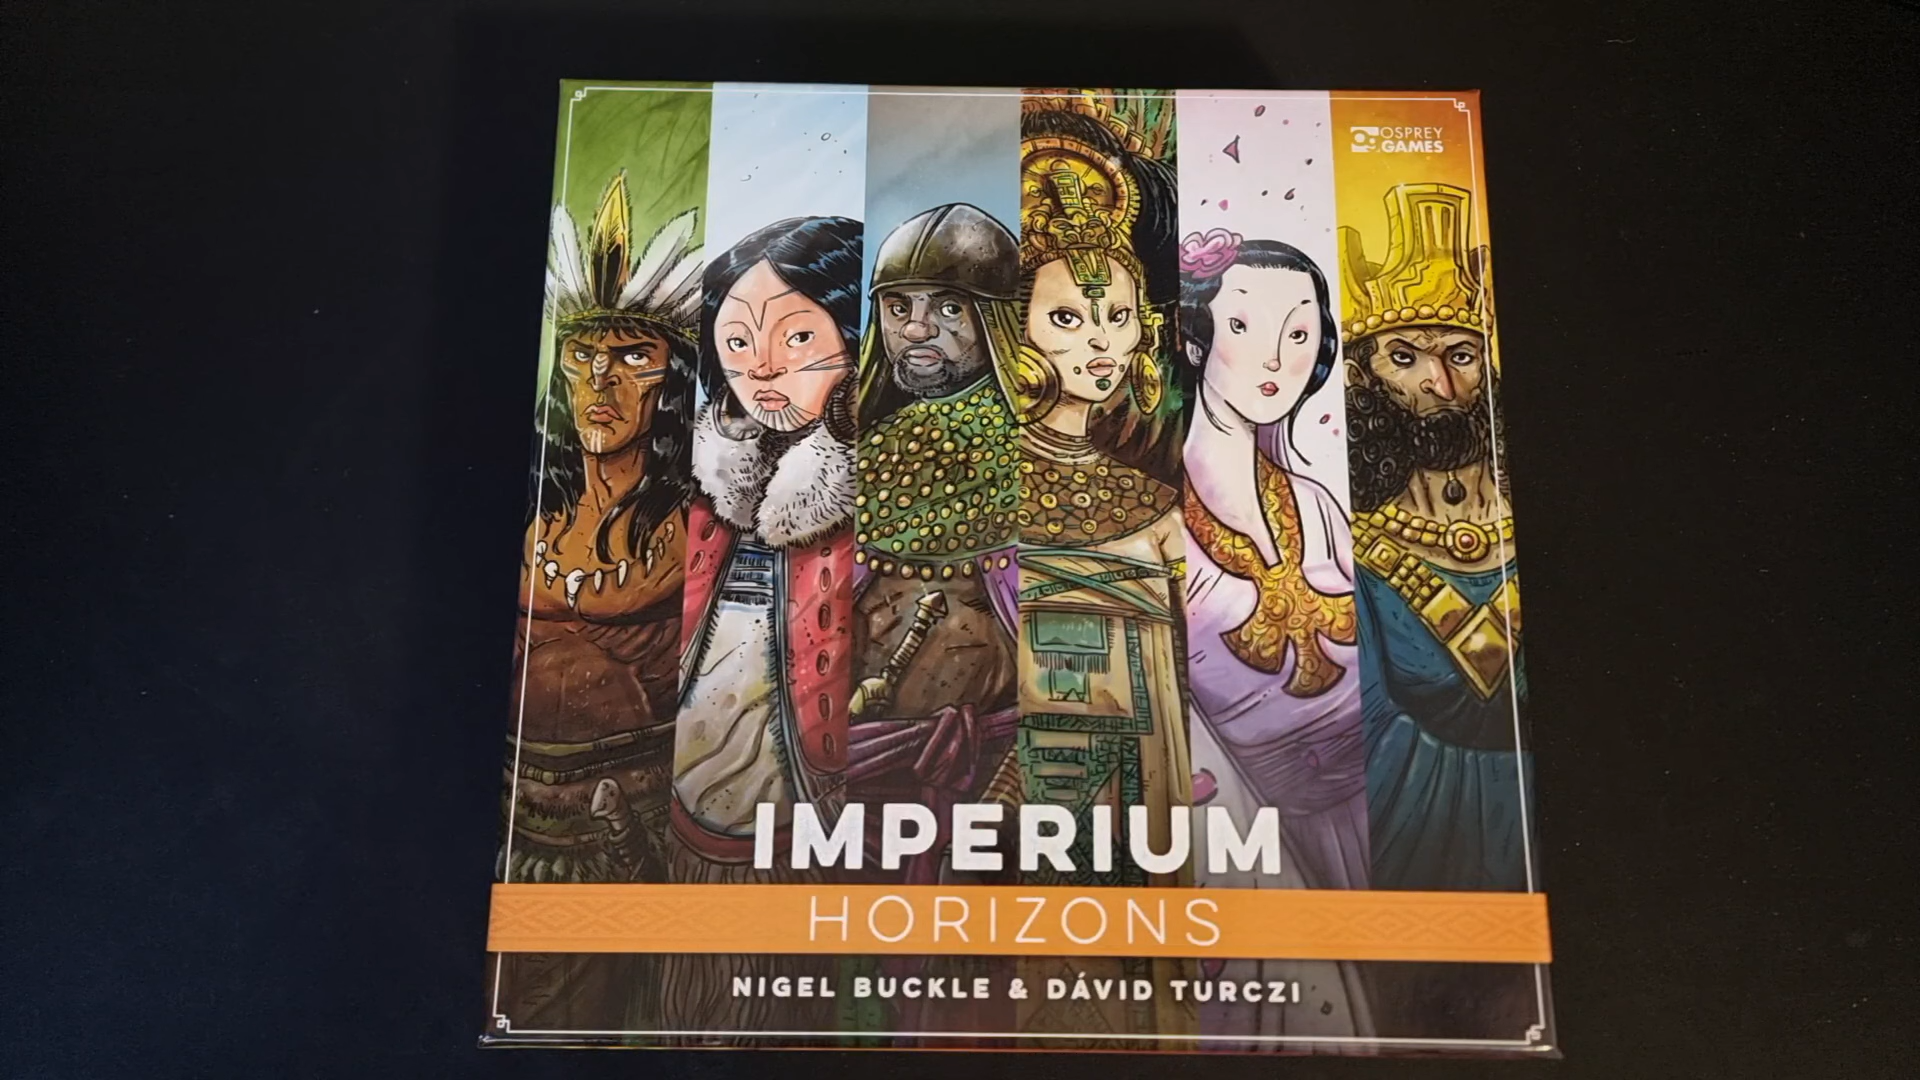 OSPREY
GAMES
IMPERIUM
HORIZONS
NIGEL BUCKLE & DÁVID TURCZI